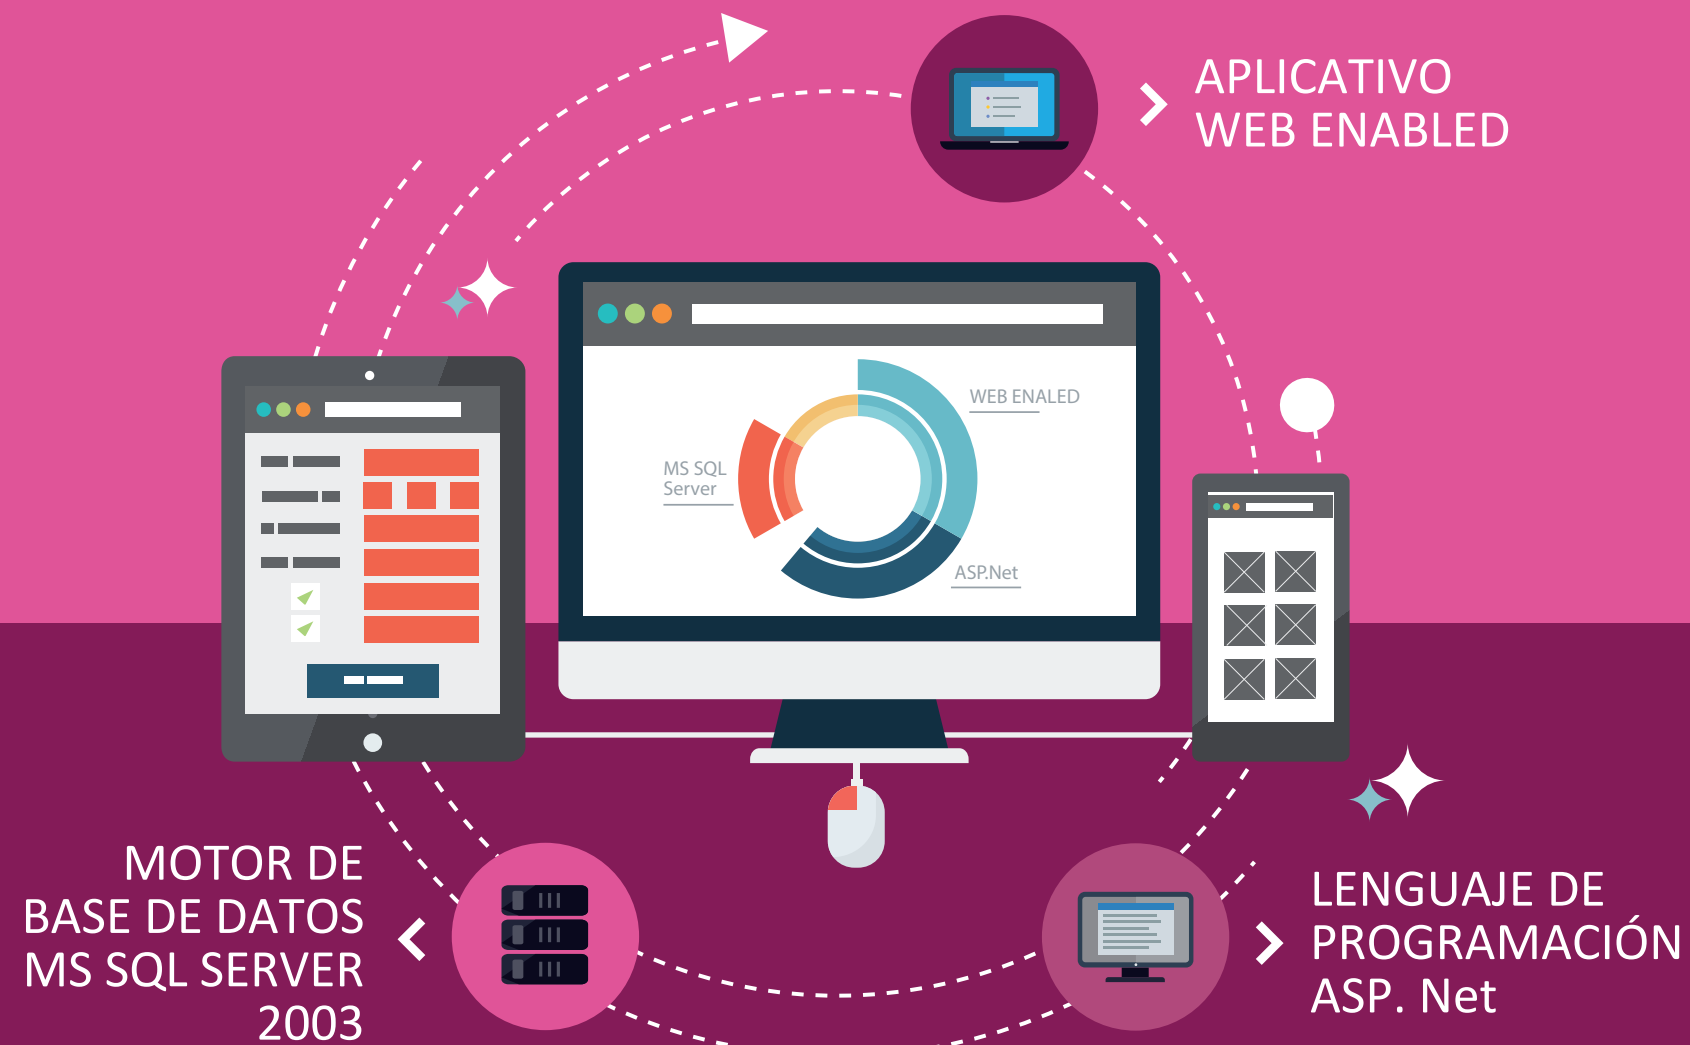 APLICATIVO
WEB ENABLED
WEB ENALED
MS SQL
Server
ASP.Net
MOTOR DE
BASE DE DATOS
MS SQL SERVER
2003
LENGUAJE DE
PROGRAMACIÓN
ASP. Net